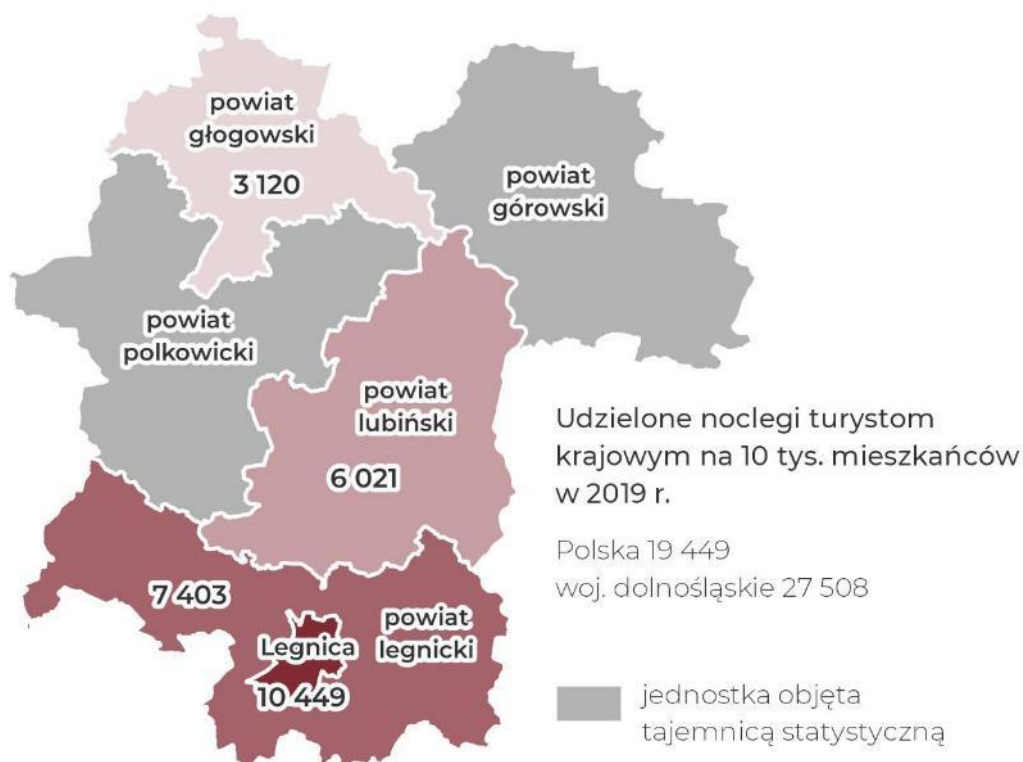 powiat
głogowski
3 120
powiat
górowski
powiat
polkowicki
powiat
lubiński
6 021
7 403
powiat
legnicki
Legnica
10 449
Udzielone noclegi turystom
krajowym na 10 tys. mieszkańców
w 2019 r.
Polska 19 449
woj. dolnośląskie 27 508
jednostka objęta
tajemnicą statystyczną